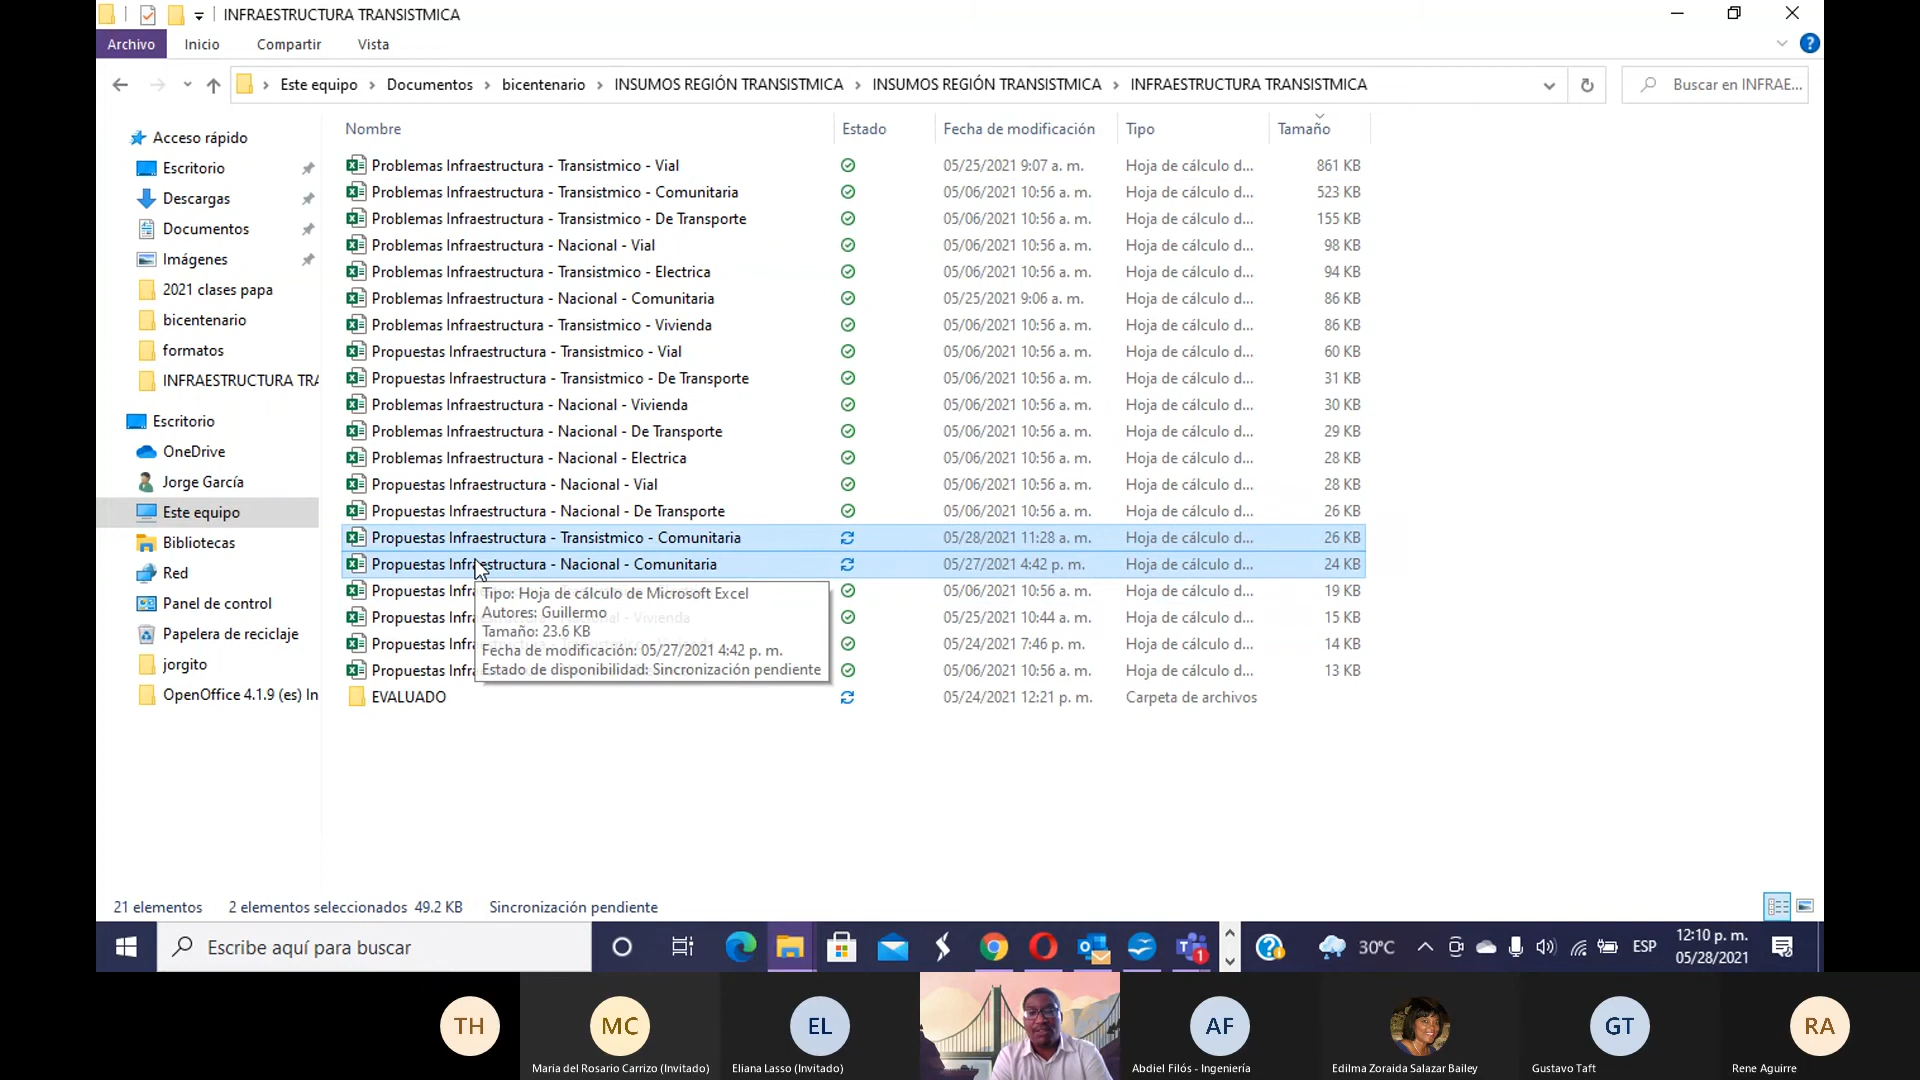 INFRAESTRUCTURA TRANSISTMICA
Archivo Inicio Compartir Vista
Este equipo Documentos bicentenario INSUMOS REGIÓN TRANSISTMICA INSUMOS REGIÓN TRANSISTMICA INFRAESTRUCTURA TRANSISTMICA Buscar en INFRAE...
Nombre Estado Fecha de modificación Tipo Tamaño
Acceso rápido
Escritorio
Descargas
Documentos
Imágenes
2021 clases papa
bicentenario
formatos
INFRAESTRUCTURA TRA
Escritorio
OneDrive
Jorge García
Este equipo
Bibliotecas
Red
Panel de control
Papelera de reciclaje
jorgito
OpenOffice 4.1.9 (es) In
Problemas Infraestructura - Transistmico - Vial 05/25/2021 9:07 a. m. Hoja de cálculo d... 861 KB
Problemas Infraestructura - Transistmico - Comunitaria 05/06/2021 10:56 a. m. Hoja de cálculo d... 523 KB
Problemas Infraestructura - Transistmico - De Transporte 05/06/2021 10:56 a. m. Hoja de cálculo d... 155 KB
Problemas Infraestructura - Nacional - Vial 05/06/2021 10:56 a. m. Hoja de cálculo d... 98 KB
Problemas Infraestructura - Transistmico - Electrica 05/06/2021 10:56 a. m. Hoja de cálculo d... 94 KB
Problemas Infraestructura - Nacional - Comunitaria 05/25/2021 9:06 a. m. Hoja de cálculo d... 86 KB
Problemas Infraestructura - Transistmico - Vivienda 05/06/2021 10:56 a. m. Hoja de cálculo d... 86 KB
Propuestas Infraestructura - Transistmico - Vial 05/06/2021 10:56 a. m. Hoja de cálculo d... 60 KB
Propuestas Infraestructura - Transistmico - De Transporte 05/06/2021 10:56 a. m. Hoja de cálculo d... 31 KB
Problemas Infraestructura - Nacional - Vivienda 05/06/2021 10:56 a. m. Hoja de cálculo d... 30 KB
Problemas Infraestructura - Nacional - De Transporte 05/06/2021 10:56 a. m. Hoja de cálculo d... 29 KB
Problemas Infraestructura - Nacional - Electrica 05/06/2021 10:56 a. m. Hoja de cálculo d... 28 KB
Propuestas Infraestructura - Nacional - Vial 05/06/2021 10:56 a. m. Hoja de cálculo d... 28 KB
Propuestas Infraestructura - Nacional - De Transporte 05/06/2021 10:56 a. m. Hoja de cálculo d... 26 KB
Propuestas Infraestructura - Transistmico - Comunitaria 05/28/2021 11:28 a. m. Hoja de cálculo d... 26 KB
Propuestas Infraestructura - Nacional - Comunitaria 05/27/2021 4:42 p. m. Hoja de cálculo d... 24 KB
Propuestas Infra 05/06/2021 10:56 a. m. Hoja de cálculo d... 19 KB
Propuestas Infra Vivienda 05/25/2021 10:44 a. m. Hoja de cálculo d... 15 KB
Propuestas Infra 05/24/2021 7:46 p. m. Hoja de cálculo d... 14 KB
Propuestas Infra 05/06/2021 10:56 a. m. Hoja de cálculo d... 13 KB
EVALUADO 05/24/2021 12:21 p. m. Carpeta de archivos
Tipo: Hoja de cálculo de Microsoft Excel
Autores: Guillermo
Tamaño: 23.6 KB
Fecha de modificación: 05/27/2021 4:42 p. m.
Estado de disponibilidad: Sincronización pendiente
21 elementos 2 elementos seleccionados 49.2 KB Sincronización pendiente
Escribe aquí para buscar 1 30°C ESP 12:10 p. m.
05/28/2021
TH MC EL AF GT RA
Maria del Rosario Carrizo (Invitado) Eliana Lasso (Invitado) Abdiel Filós - Ingeniería Edilma Zoraida Salazar Bailey Gustavo Taft Rene Aguirre